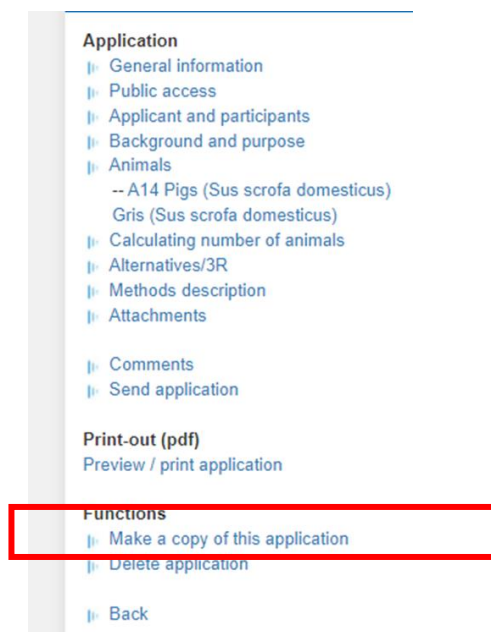 Application
General information
Public access
Applicant and participants
Background and purpose
Animals
-- A14 Pigs (Sus scrofa domesticus)
Gris (Sus scrofa domesticus)
Calculating number of animals
Alternatives/3R
Methods description
Attachments
Comments
Send application
Print-out (pdf)
Preview / print application
Functions
Make a copy of this application
Delete application
Back